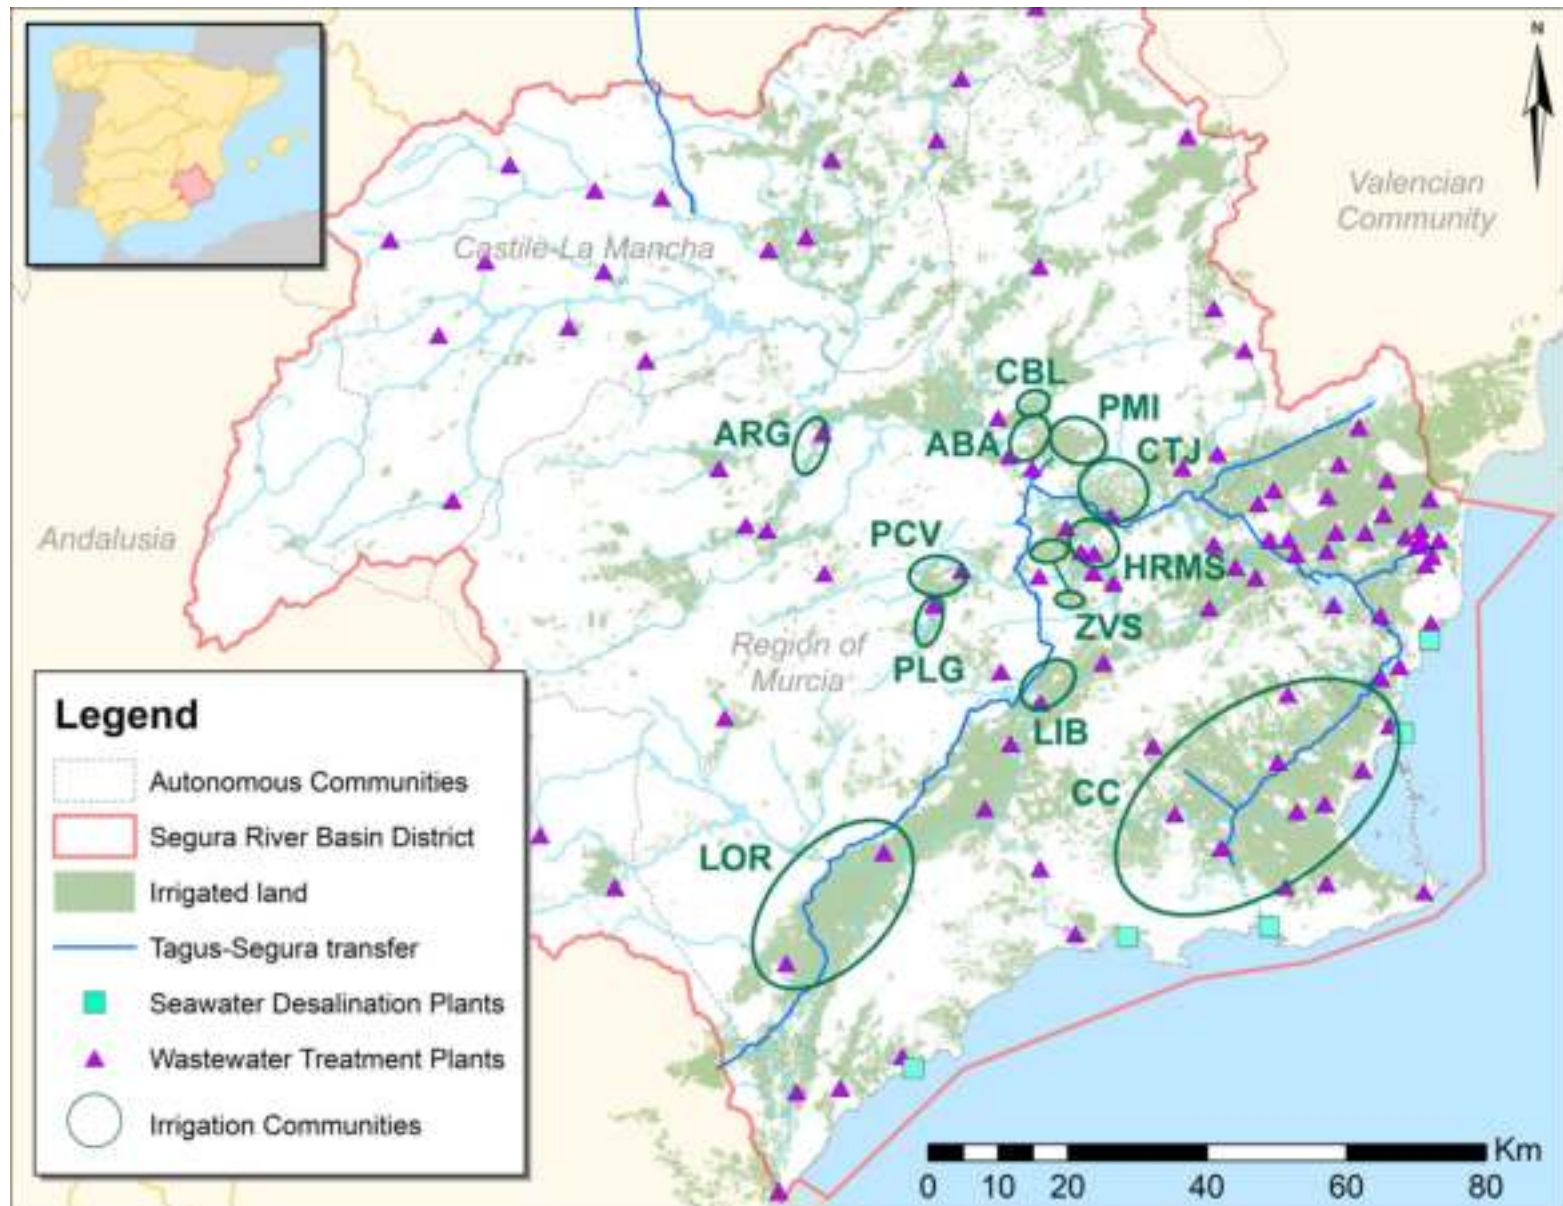 N
Valencian
Community
Castile-La Mancha
CBL
PMI
ARG
ABA
CTJ
Andalusia
PCV
HRMS
ZVS
Region of
Murcia
PLG
LIB
CC
LOR
Legend
Autonomous Communities
Segura River Basin District
Irrigated land
Tagus-Segura transfer
Seawater Desalination Plants
Wastewater Treatment Plants
Irrigation Communities
Km
0 10 20 40 60 80